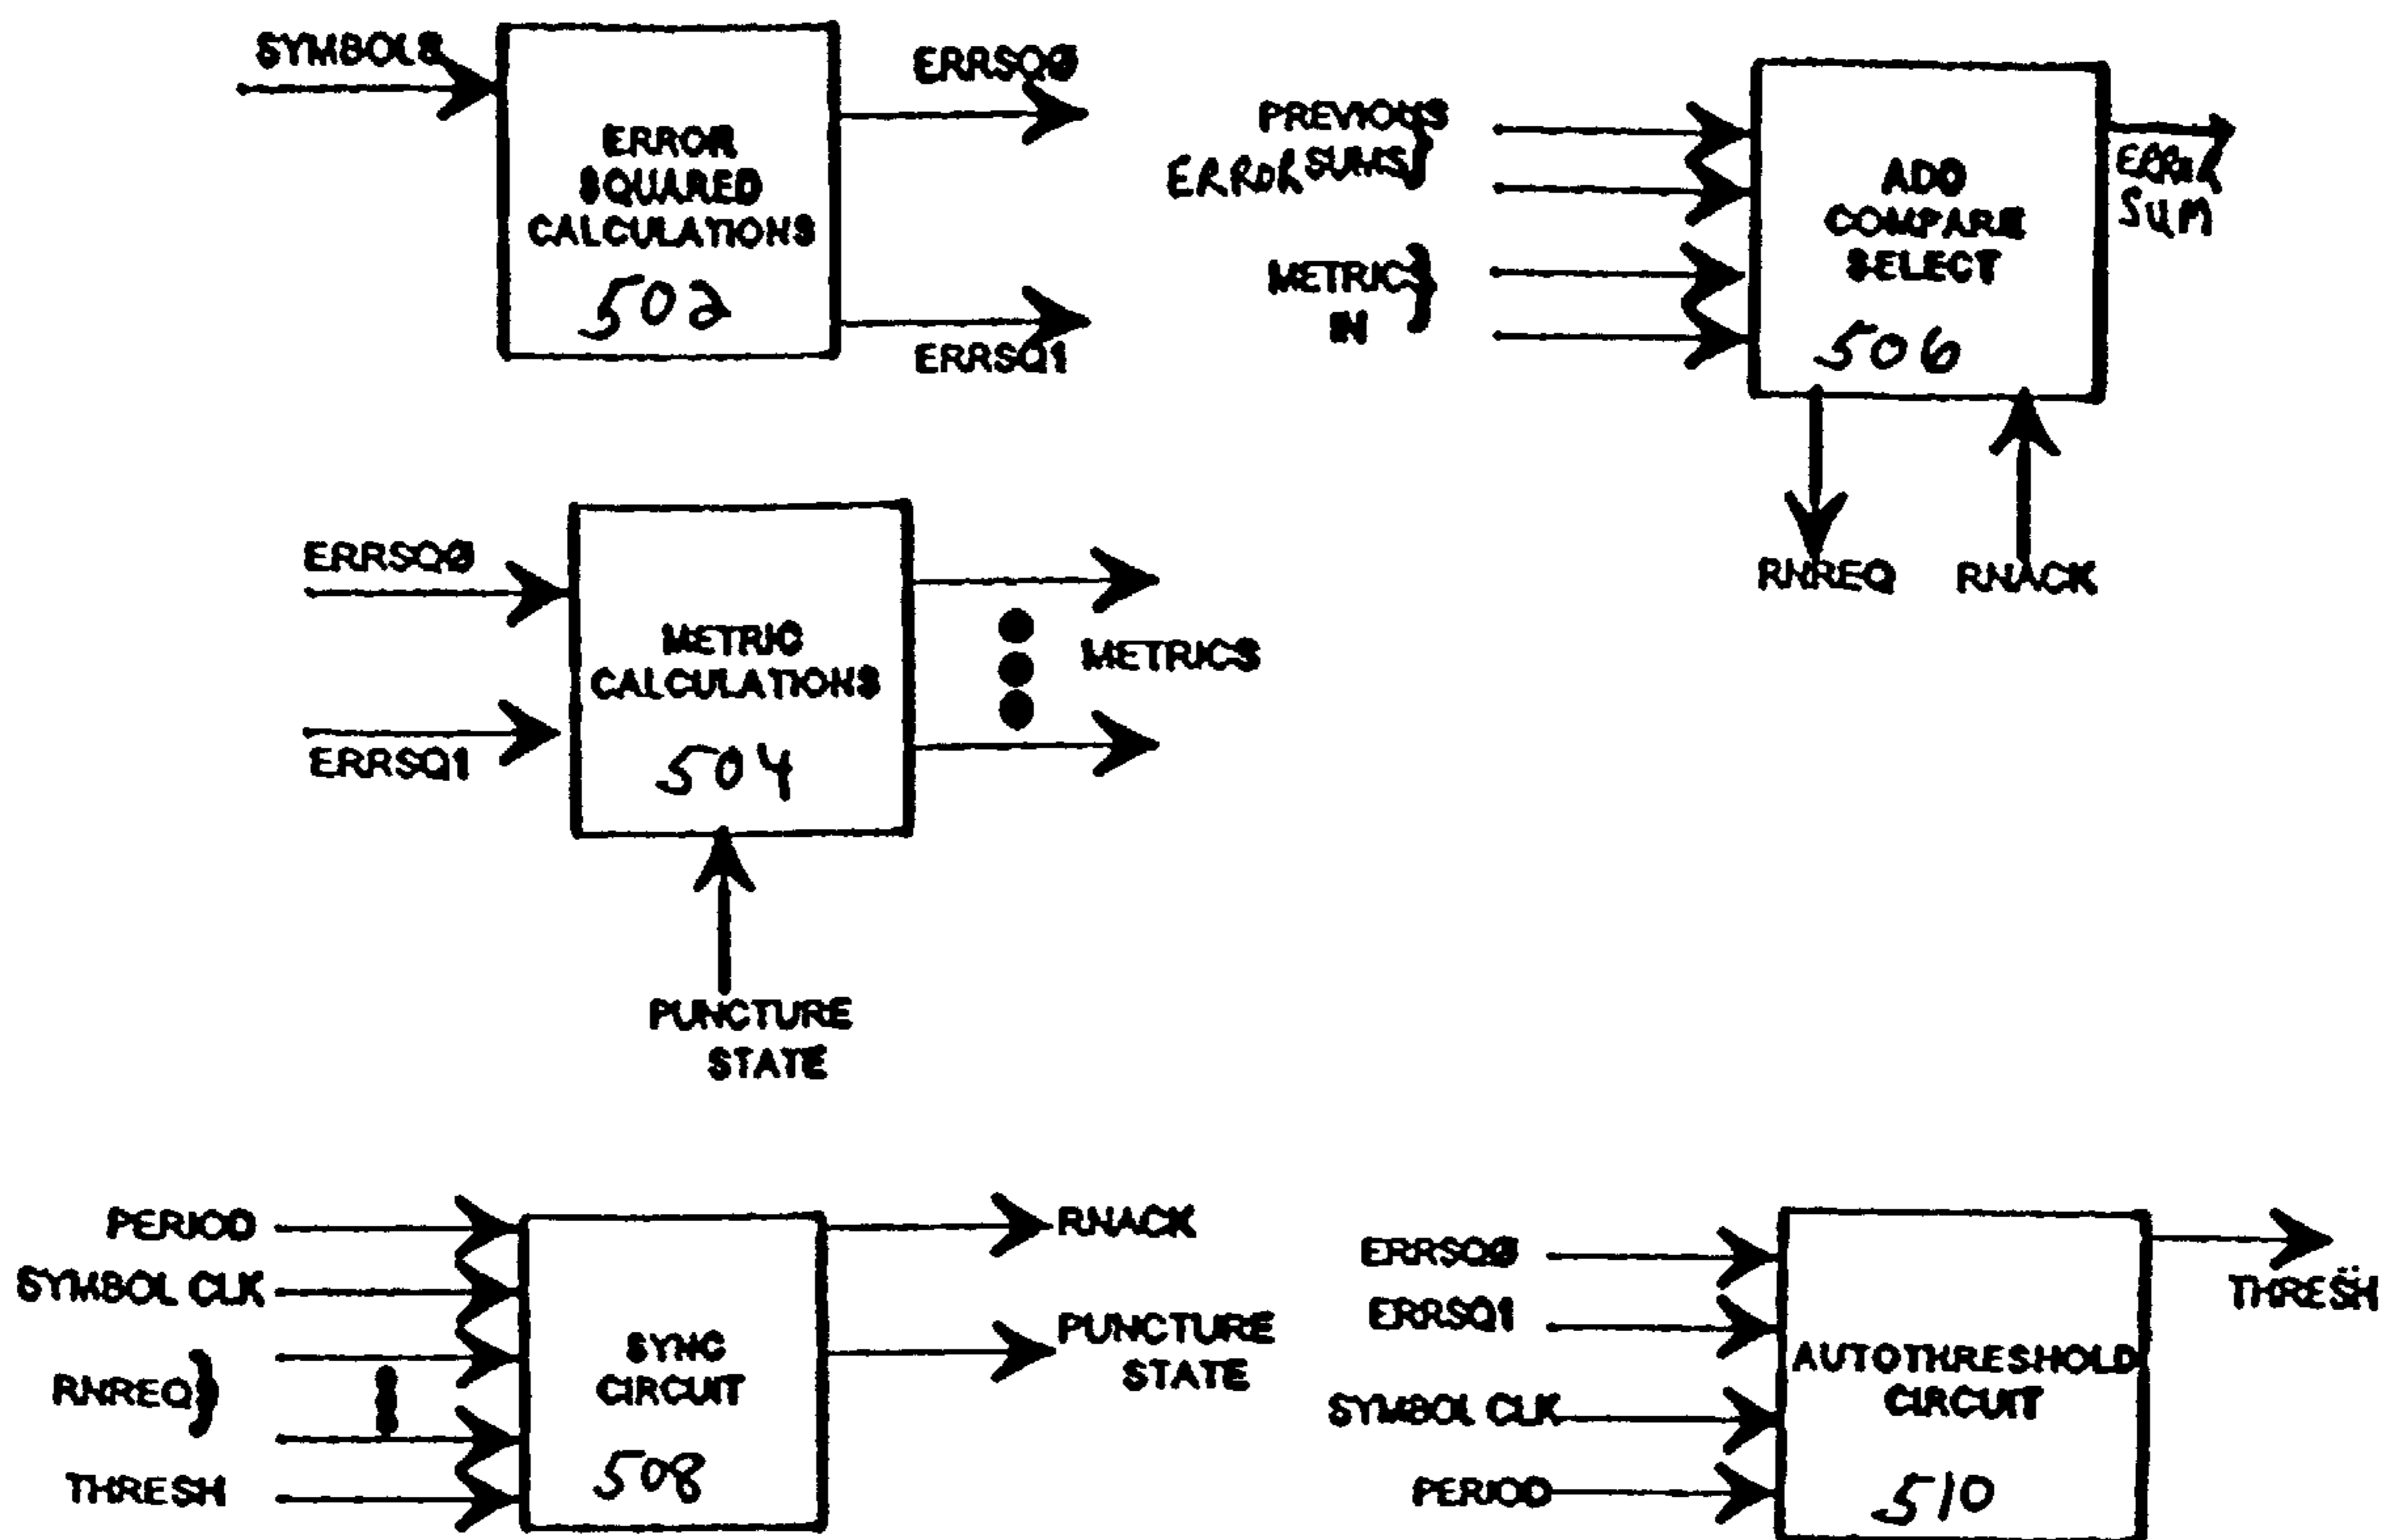 SYMBOLS
ERROR
SQUARED
CALCULATIONS
502
ERRSQ0
ERRSQ1
PREVIOUS
ERROR SUMS
METRIC
IN
ADD
COMPARE
SELECT
506
SUM
RNREQ
RNACK
ERRSQ0
ERRSQ1
METRIC
CALCULATIONS
504
METRICS
PUNCTURE
STATE
PERIOD
SYMBOL CLK
RNREQ
THRESH
SYNC
CIRCUIT
508
RNACK
PUNCTURE
STATE
ERRSQ0
ERRSQ1
SYMBOL CLK
PERIOD
AUTOTHRESHOLD
CIRCUIT
510
THRESH